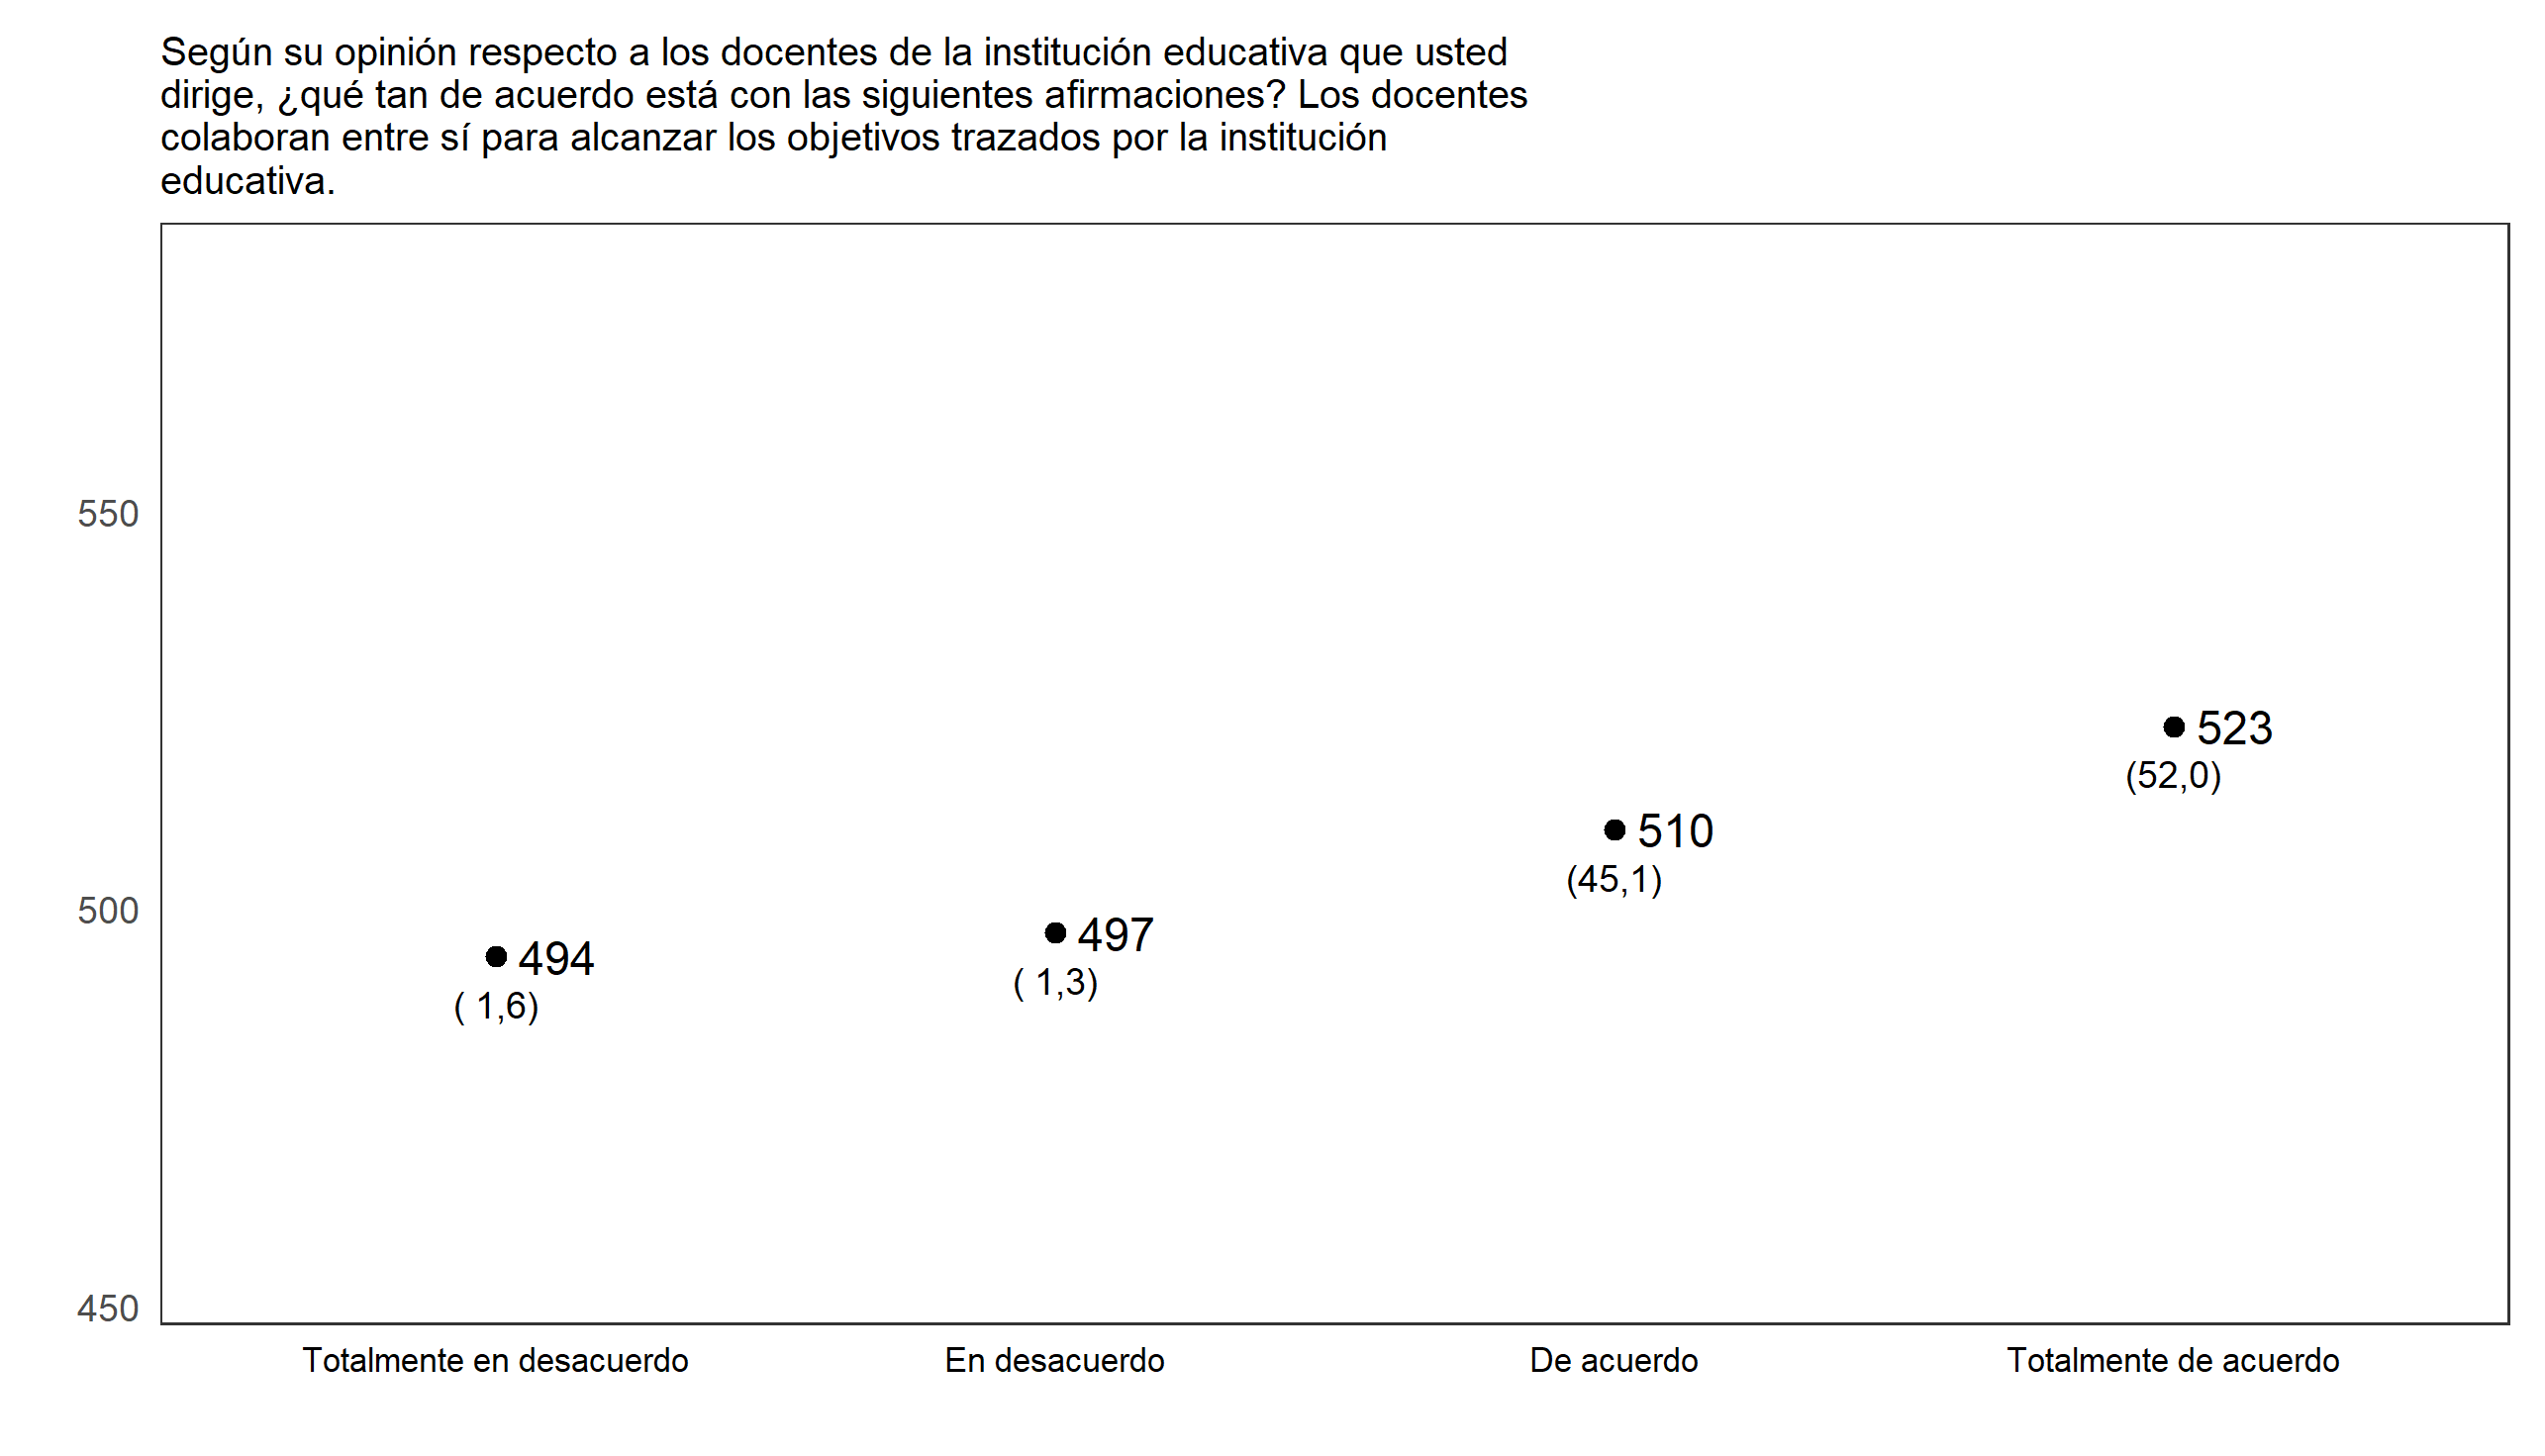 Según su opinión respecto a los docentes de la institución educativa que usted
dirige, ¿qué tan de acuerdo está con las siguientes afirmaciones? Los docentes
colaboran entre sí para alcanzar los objetivos trazados por la institución
educativa.
550
523
(52,0)
510
(45,1)
500
497
( 1,3)
494
( 1,6)
450
Totalmente en desacuerdo
En desacuerdo
De acuerdo
Totalmente de acuerdo